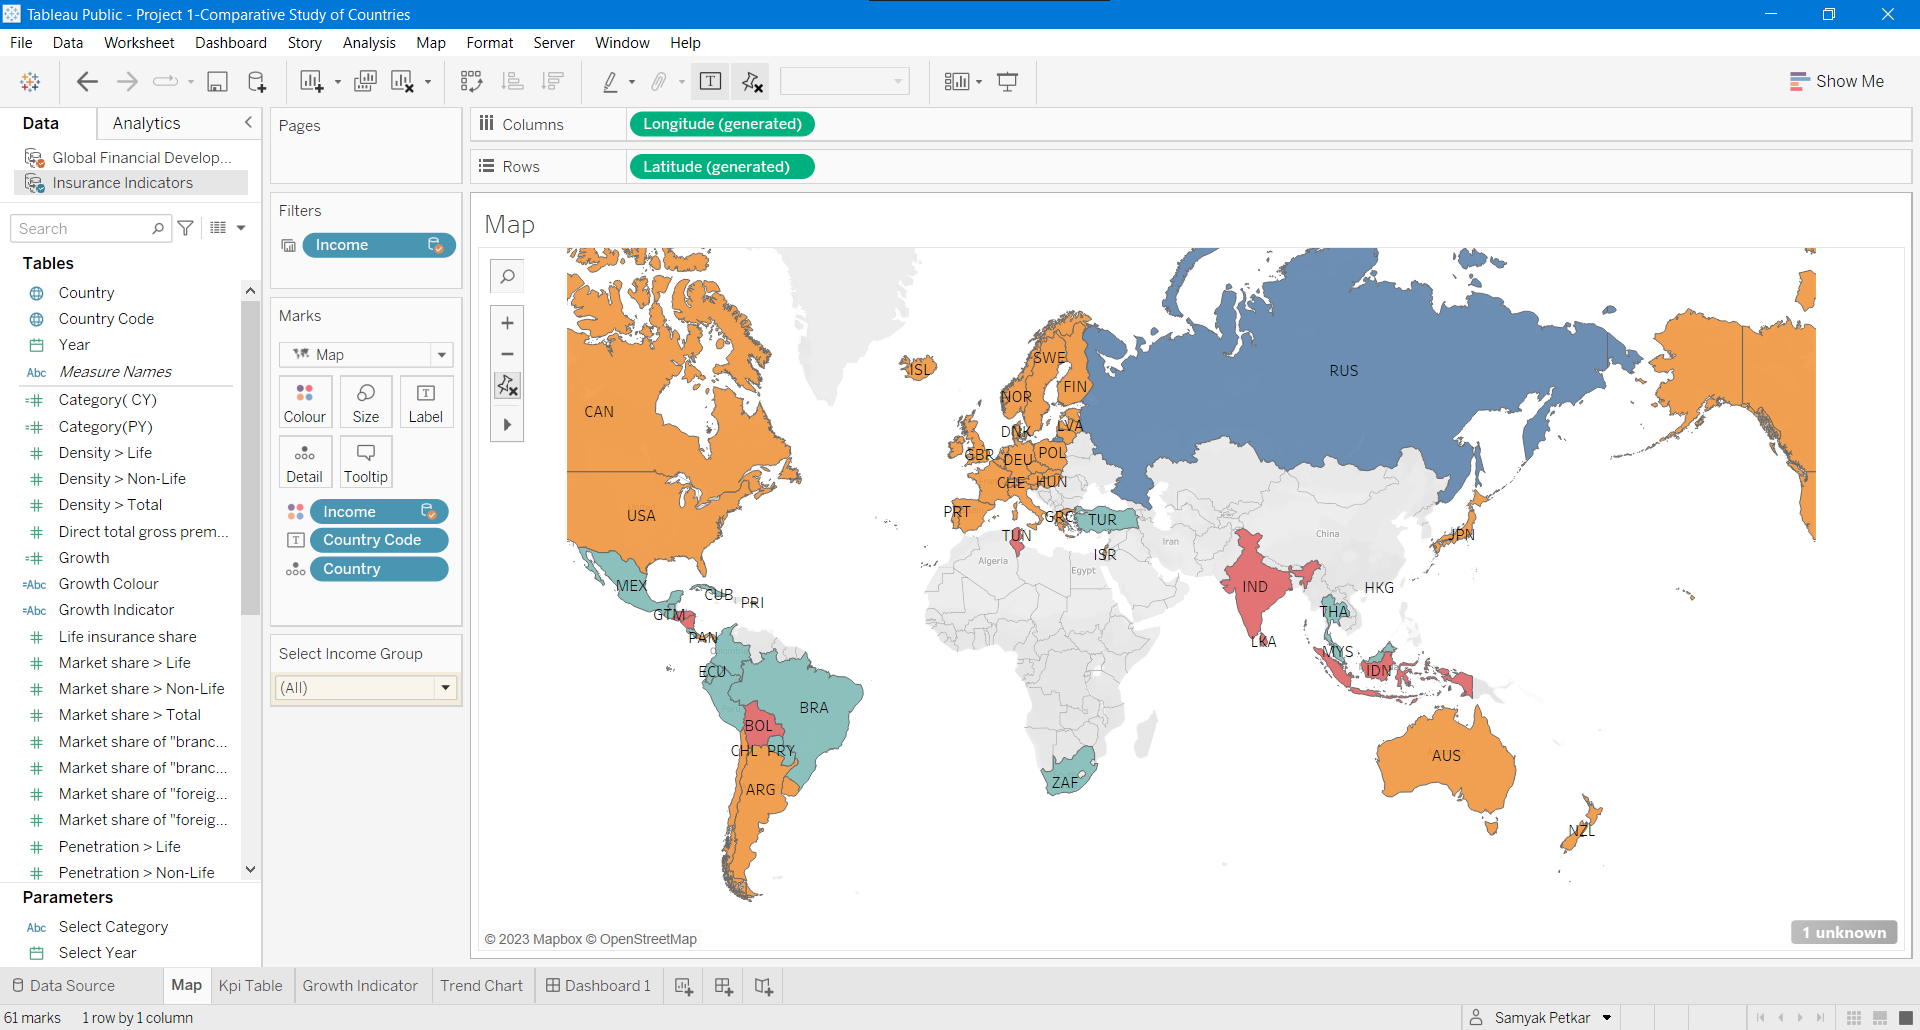 Tableau Public - Project 1-Comparative Study of Countries
File Data Worksheet Dashboard Story Analysis Map Format Server Window Help
Show Me
Data Analytics
Global Financial Develop...
Insurance Indicators
Search
Tables
Country
Country Code
Year
Abc Measure Names
Category( CY)
Category(PY)
Density > Life
Density > Non-Life
Density > Total
Direct total gross prem...
Growth
=Abc Growth Colour
=Abc Growth Indicator
Life insurance share
Market share > Life
Market share > Non-Life
Market share > Total
Market share of "branc...
Market share of "branc...
Market share of "foreig...
Market share of "foreig...
Penetration > Life
Penetration > Non-Life
Parameters
Abc Select Category
Select Year
Pages
Filters
Income
Marks
Map
Colour Size Label
Detail Tooltip
Income
Country Code
Country
Select Income Group
(All)
Columns Longitude (generated)
Rows Latitude (generated)
Map
ISL
SWE
RUS
FIN
NOR
CAN
DNK LVA
GBR DEU POL
CHE HUN
PRT USA GRC TUR
TUN JPN
China
Iran
ISR
Algeria
Egypt
MEX IND HKG
CUB PRI
GTM THA
PAN LKA
MYS
ECU IDN
BRA
BOL
CHL PRY AUS
ZAF
ARG
NZL
© 2023 Mapbox © OpenStreetMap
1 unknown
Data Source Map Kpi Table Growth Indicator Trend Chart Dashboard 1
61 marks 1 row by 1 column Samyak Petkar